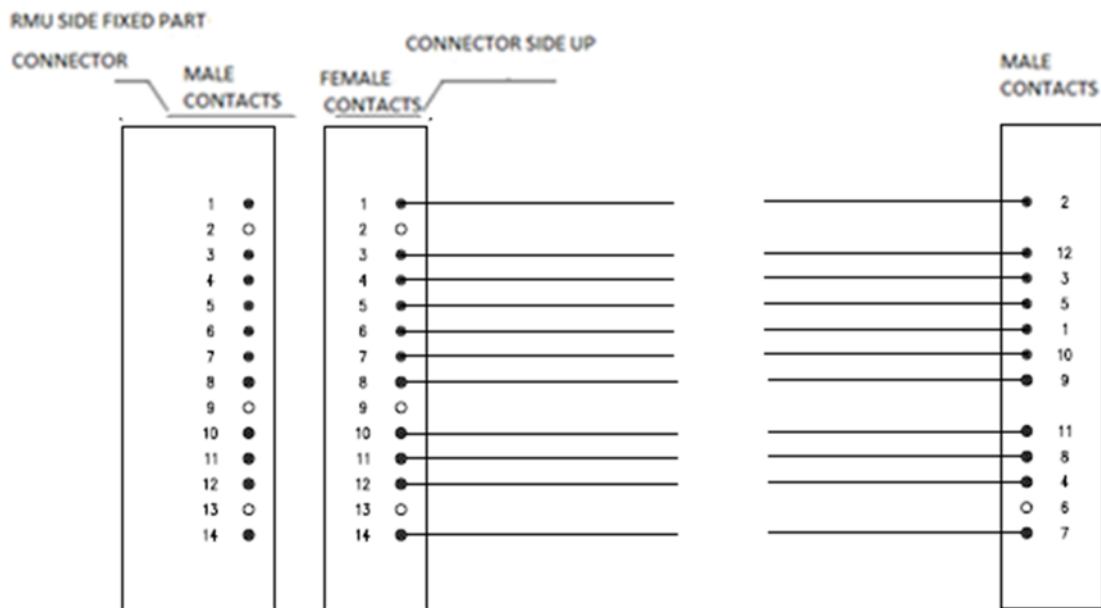 RMU SIDE FIXED PART
CONNECTOR
MALE
CONTACTS
FEMALE
CONTACTS
CONNECTOR SIDE UP
MALE
CONTACTS
1 1 2
2 2
3 3 12
4 4 3
5 5 5
6 6 1
7 7 10
8 8 9
9 9
10 10 11
11 11 8
12 12 4
13 13 6
14 14 7